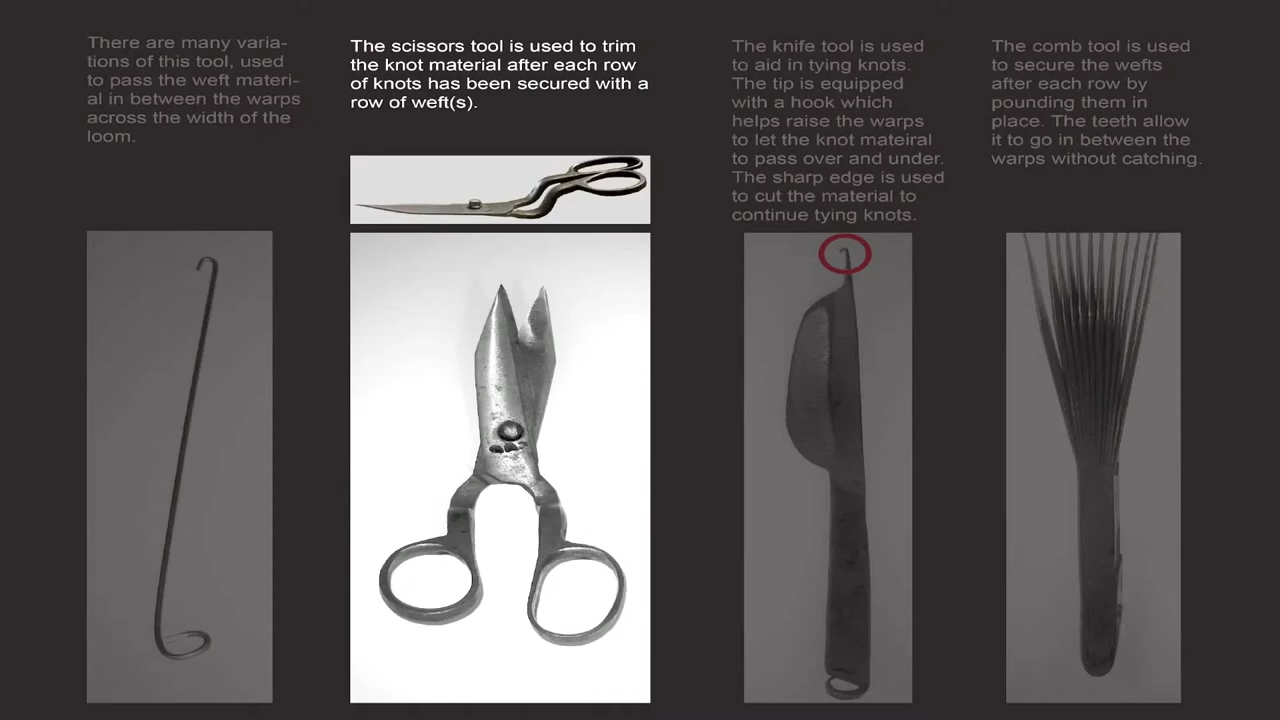 There are many varia-
tions of this tool, used
to pass the weft materi-
al in between the warps
across the width of the
loom.
The scissors tool is used to trim
the knot material after each row
of knots has been secured with a
row of weft(s).
The knife tool is used
to aid in tying knots.
The tip is equipped
with a hook which
helps raise the warps
to let the knot mateiral
to pass over and under.
The sharp edge is used
to cut the material to
continue tying knots.
The comb tool is used
to secure the wefts
after each row by
pounding them in
place. The teeth allow
it to go in between the
warps without catching.